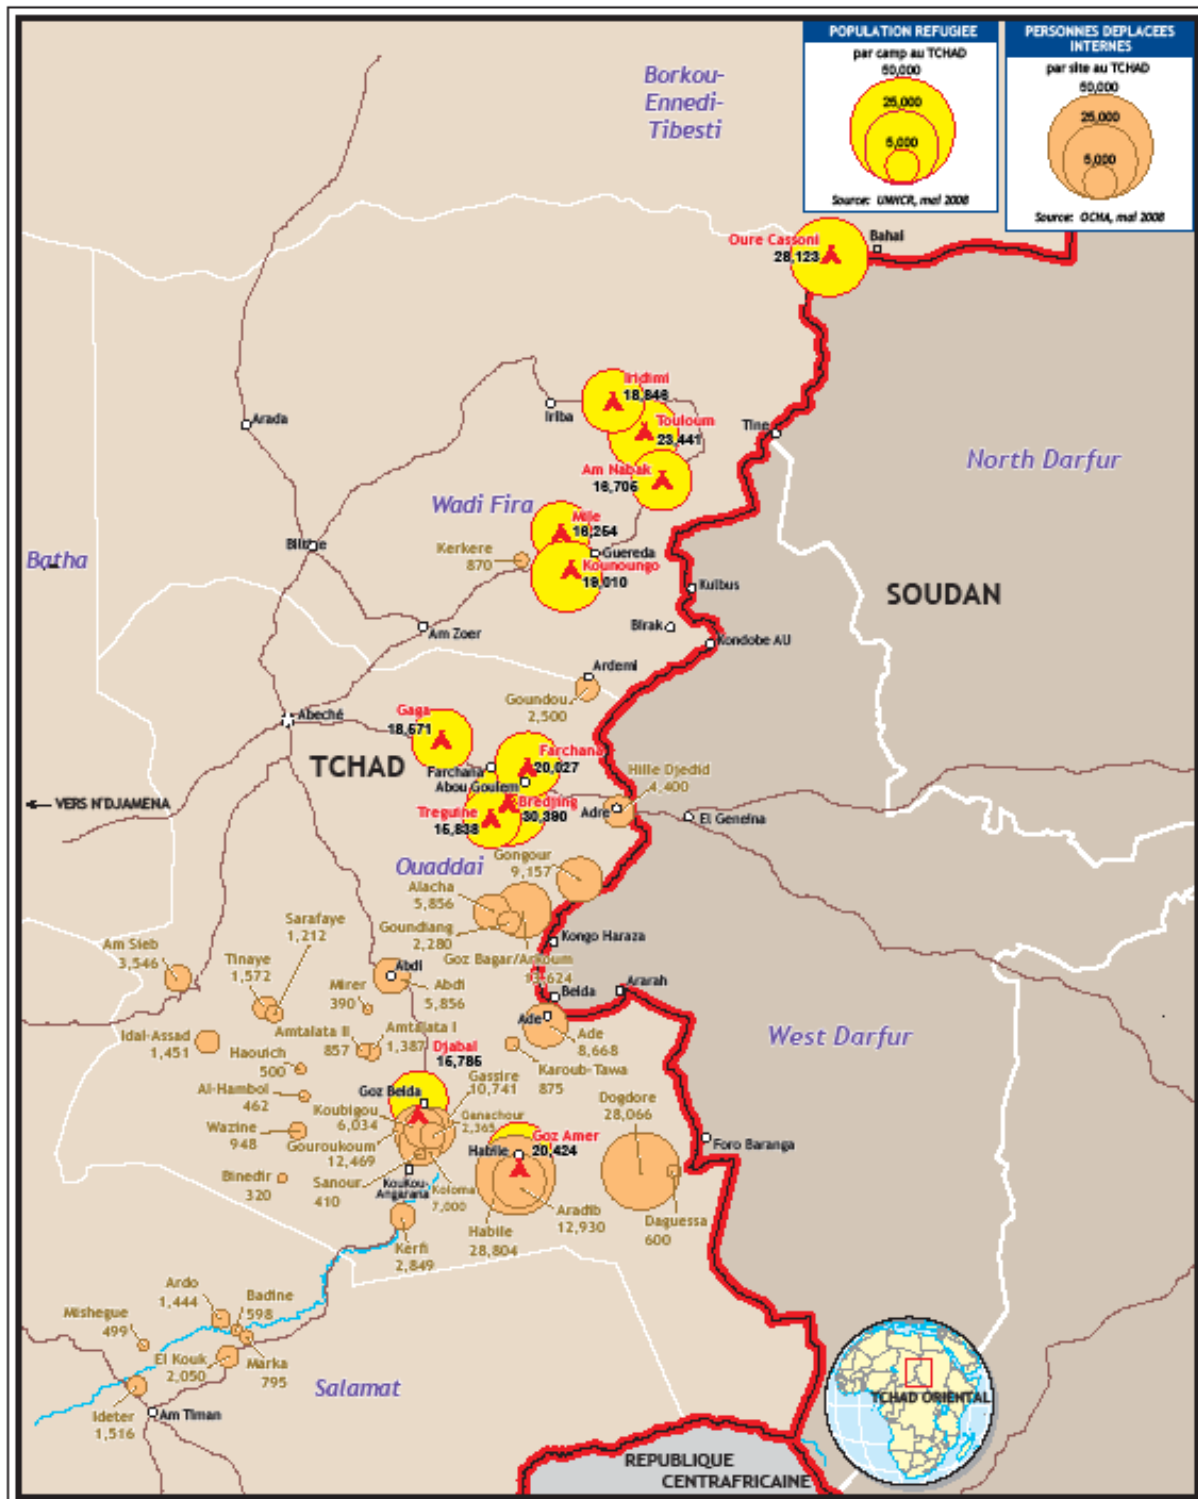 POPULATION REFUGIEE
par camp au TCHAD
50,000
25,000
5,000
Source: UNHCR, mai 2008
PERSONNES DEPLACEES
INTERNES
par site au TCHAD
50,000
25,000
5,000
Source: OCHA, mai 2008
Borkou-
Ennedi-
Tibesti
Oure Cassoni
28,123
Bahai
Iridimi
18,846
Iriba
Touloum
23,441
Arada
Tine
North Darfur
Am Nabak
16,706
Wadi Fira
Mile
16,254
Biltine
Kerkere
870
Guereda
Batha
Kounoungo
19,010
Kulbus
SOUDAN
Am Zoer
Birak
Kondobe AU
Ardemi
Goundou
2,500
Gaga
18,571
Abeché
TCHAD
Farchana
20,027
Farchana
Abou Goulem
Hille Djedid
4,400
VERS N'DJAMENA
Bredjing
30,390
Treguine
15,838
Adre
El Geneina
Ouaddai
Gongour
9,157
Alacha
5,856
Goundiang
2,280
Kongo Haraza
Goz Bagar/Arkoum
13,624
Sarafaye
1,212
Am Sieb
3,546
Tinaye
1,572
Abdi
Abdi
5,856
Mirer
390
Beida
Ararah
Ade
Ade
8,668
West Darfur
Idal-Assad
1,451
Amtalata II
857
Amtalata I
1,387
Djabal
15,785
Haouich
500
Karoub-Tawa
875
Gassire
10,741
Al-Hambol
462
Goz Beida
Koubigou
6,034
Ganachour
2,365
Dogdore
28,066
Wazine
948
Gouroukoum
12,469
Goz Amer
20,424
Habile
Foro Baranga
Binedir
320
Sanour
410
KouKou-
Angarana
Koloma
7,000
Aradib
12,930
Daguessa
600
Habile
28,804
Kerfi
2,849
Ardo
1,444
Badine
598
Mishegue
499
El Kouk
2,050
Marka
795
Salamat
Ideter
1,516
Am Timan
TCHAD ORIENTAL
REPUBLIQUE
CENTRAFRICAINE